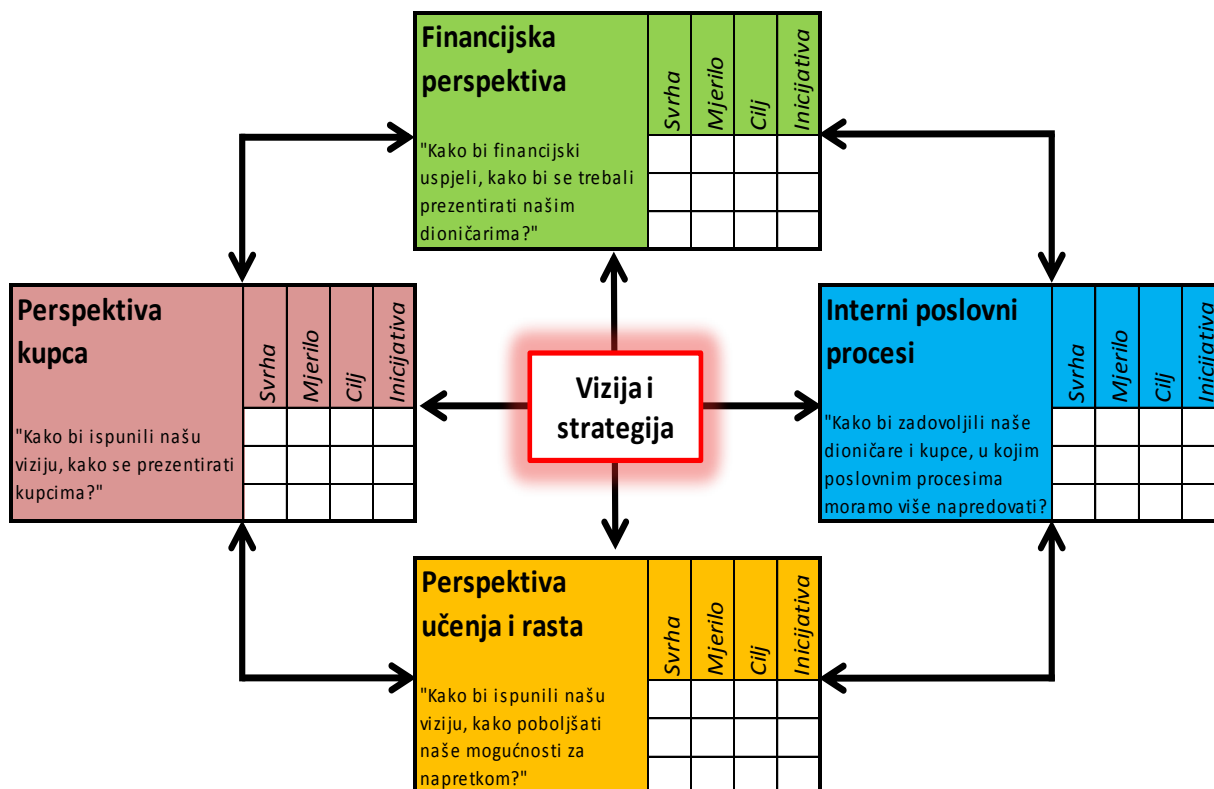 Financijska
perspektiva
Svrha
Mjerilo
Cilj
Inicijativa
"Kako bi financijski
uspjeli, kako bi se trebali
prezentirati našim
dioničarima?"
Perspektiva
kupca
Svrha
Mjerilo
Cilj
Inicijativa
"Kako bi ispunili našu
viziju, kako se prezentirati
kupcima?"
Vizija i
strategija
Interni poslovni
procesi
Svrha
Mjerilo
Cilj
Inicijativa
"Kako bi zadovoljili naše
dioničare i kupce, u kojim
poslovnim procesima
moramo više napredovati?
Perspektiva
učenja i rasta
Svrha
Mjerilo
Cilj
Inicijativa
"Kako bi ispunili našu
viziju, kako poboljšati
naše mogućnosti za
napretkom?"